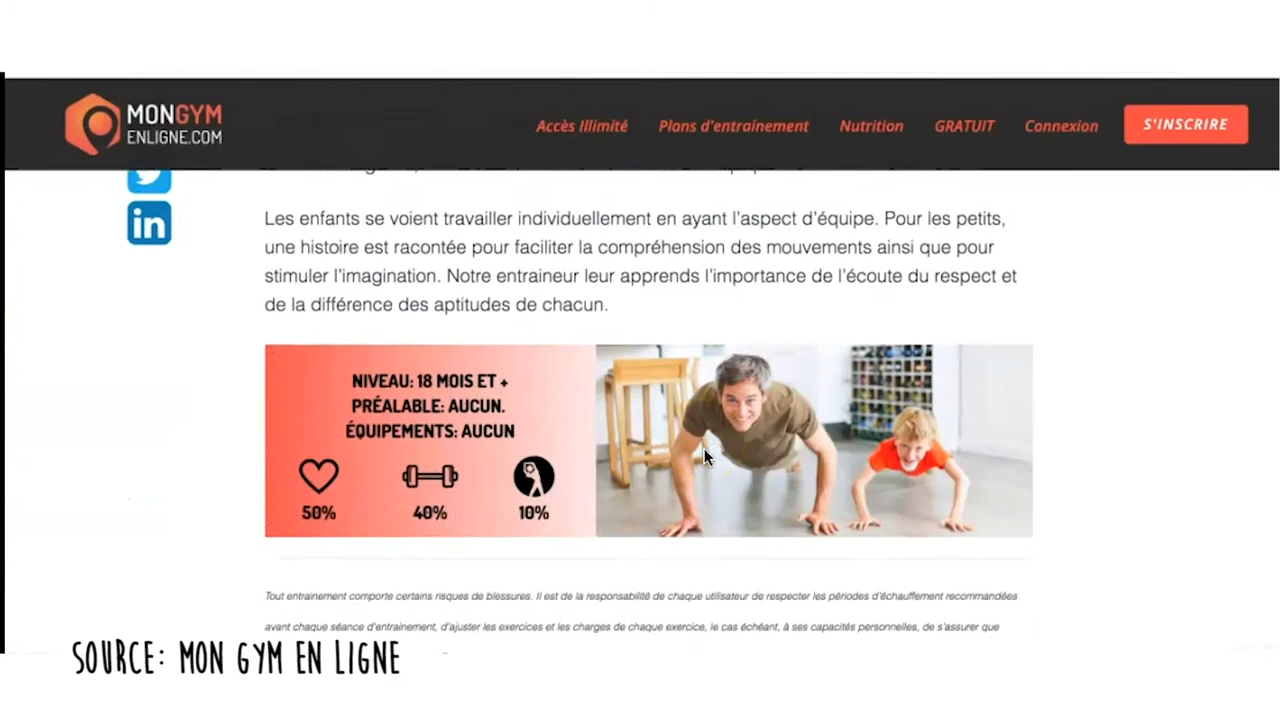 MONGYM
ENLIGNE.COM
Accès Illimité
Plans d'entrainement
Nutrition
GRATUIT
Connexion
S'INSCRIRE
in
Les enfants se voient travailler individuellement en ayant l'aspect d'équipe. Pour les petits,
une histoire est racontée pour faciliter la compréhension des mouvements ainsi que pour
stimuler l'imagination. Notre entraineur leur apprends l'importance de l'écoute du respect et
de la différence des aptitudes de chacun.
NIVEAU: 18 MOIS ET +
PRÉALABLE: AUCUN.
ÉQUIPEMENTS: AUCUN
50%
40%
10%
Tout entrainement comporte certains risques de blessures. Il est de la responsabilité de chaque utilisateur de respecter les périodes d'échauffement recommandées
avant chaque séance d'entrainement, d'ajuster les exercices et les charges de chaque exercice, le cas échéant, à ses capacités personnelles, de s'assurer que
SOURCE: MON GYM EN LIGNE